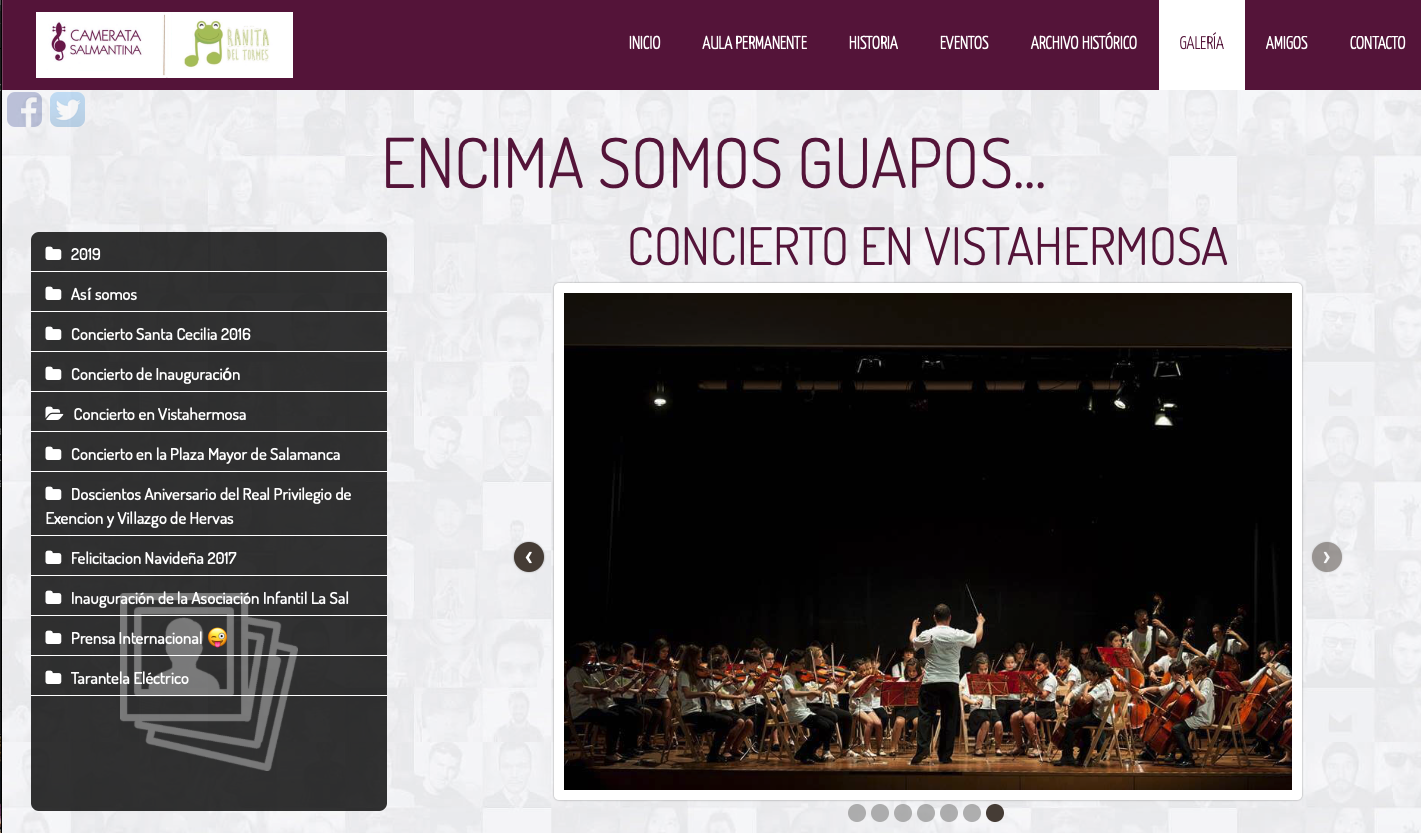 CAMERATA
SALMANTINA
RANITA
DEL TORMES
INICIO
AULA PERMANENTE
HISTORIA
EVENTOS
ARCHIVO HISTÓRICO
GALERÍA
AMIGOS
CONTACTO
ENCIMA SOMOS GUAPOS...
2019
Así somos
Concierto Santa Cecilia 2016
Concierto de Inauguración
Concierto en Vistahermosa
Concierto en la Plaza Mayor de Salamanca
Doscientos Aniversario del Real Privilegio de
Exencion y Villazgo de Hervas
Felicitacion Navideña 2017
Inauguración de la Asociación Infantil La Sal
Prensa Internacional 😜
Tarantela Eléctrico
CONCIERTO EN VISTAHERMOSA